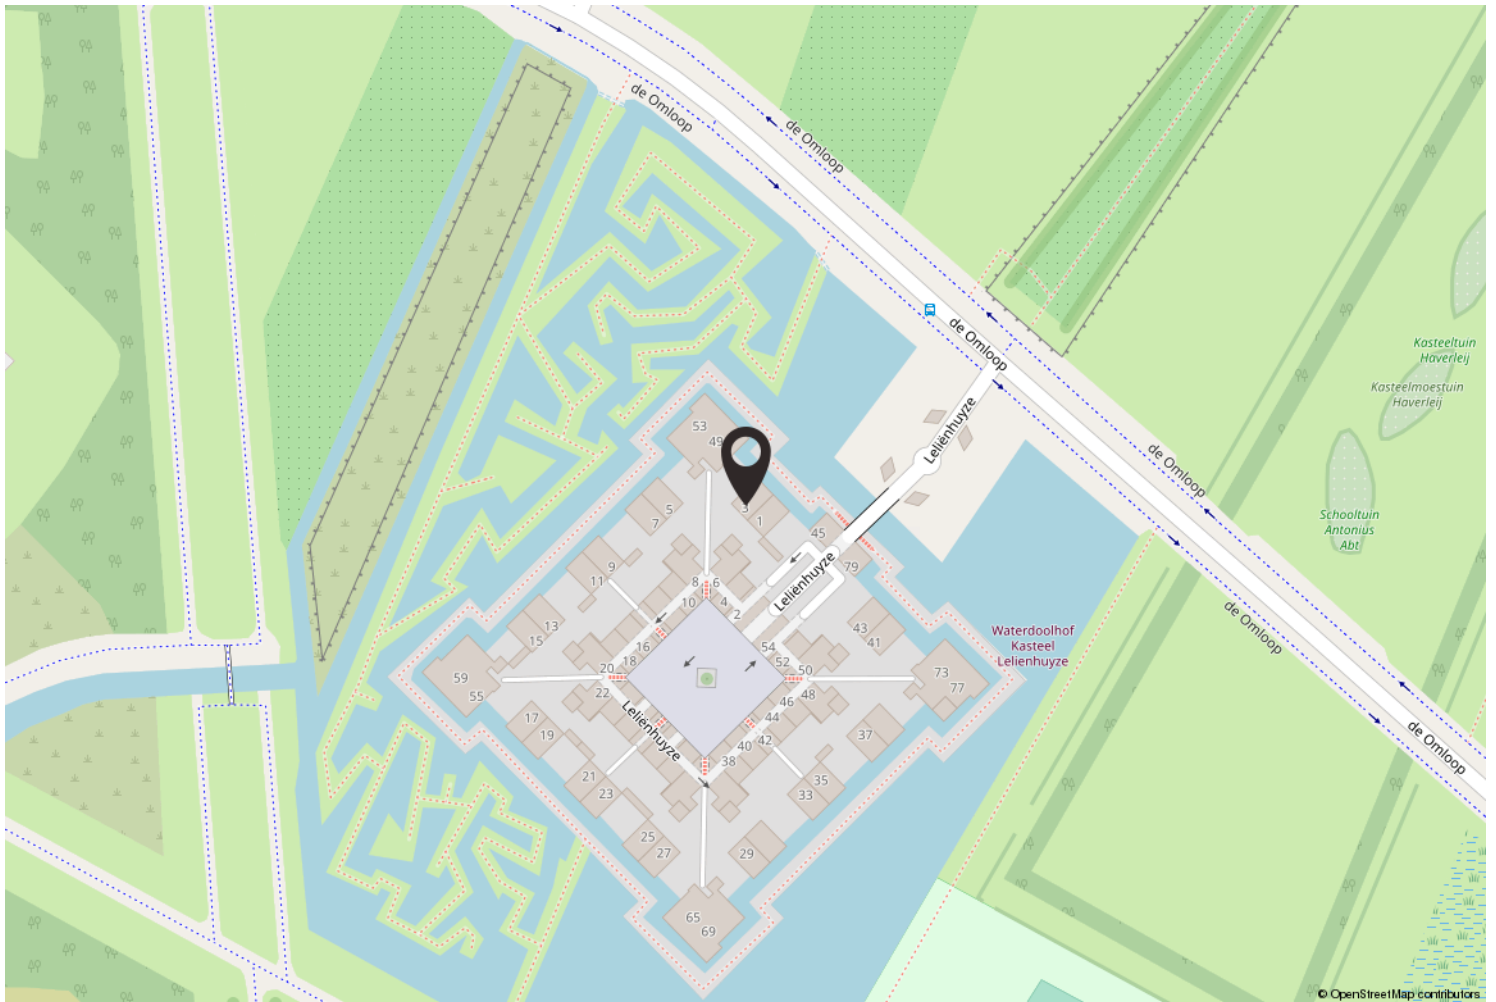 de Omloop
de Omloop
de Omloop
Leliënhuyze
Kasteeltuin
Haverleij
Kasteelmoestuin
Haverleij
de Omloop
Schooltuin
Antonius
Abt
53
49
3
1
5
7
45
79
Leliënhuyze
9
11
8
6
10
4
2
13
15
16
18
20
22
43
41
54
52
50
48
46
44
42
40
38
Waterdoolhof
Kasteel
Lelienhuyze
de Omloop
73
77
59
55
Leliënhuyze
17
19
37
21
23
35
33
25
27
29
65
69
de Omloop
© OpenStreetMap contributors